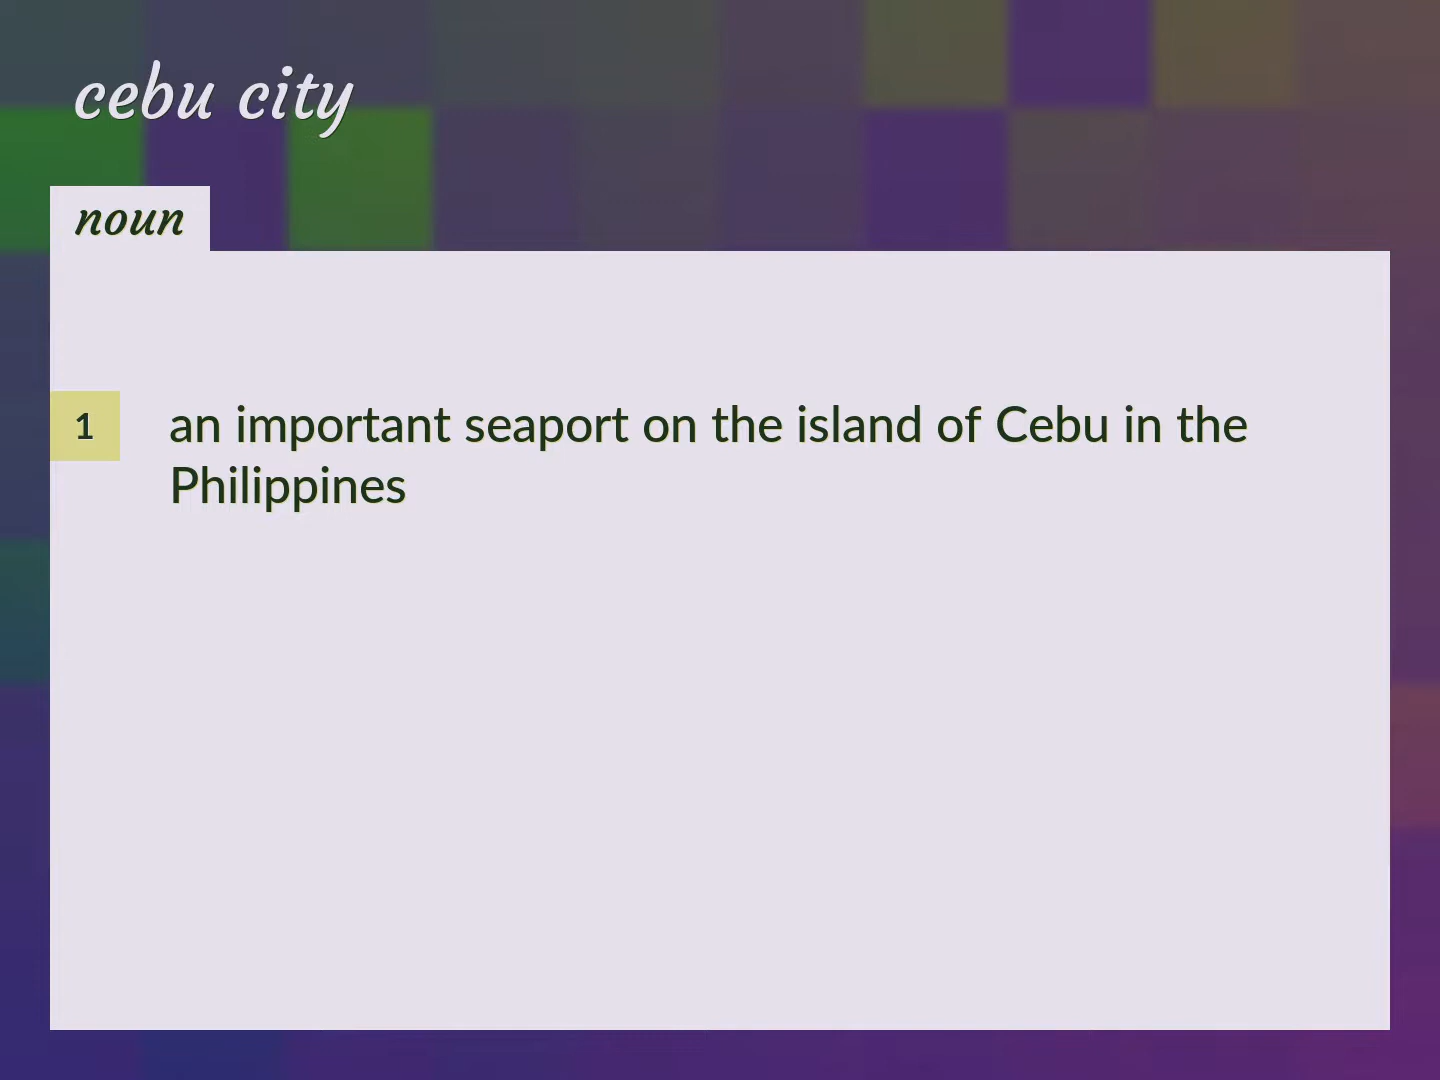 cebu city
noun
1
an important seaport on the island of Cebu in the
Philippines